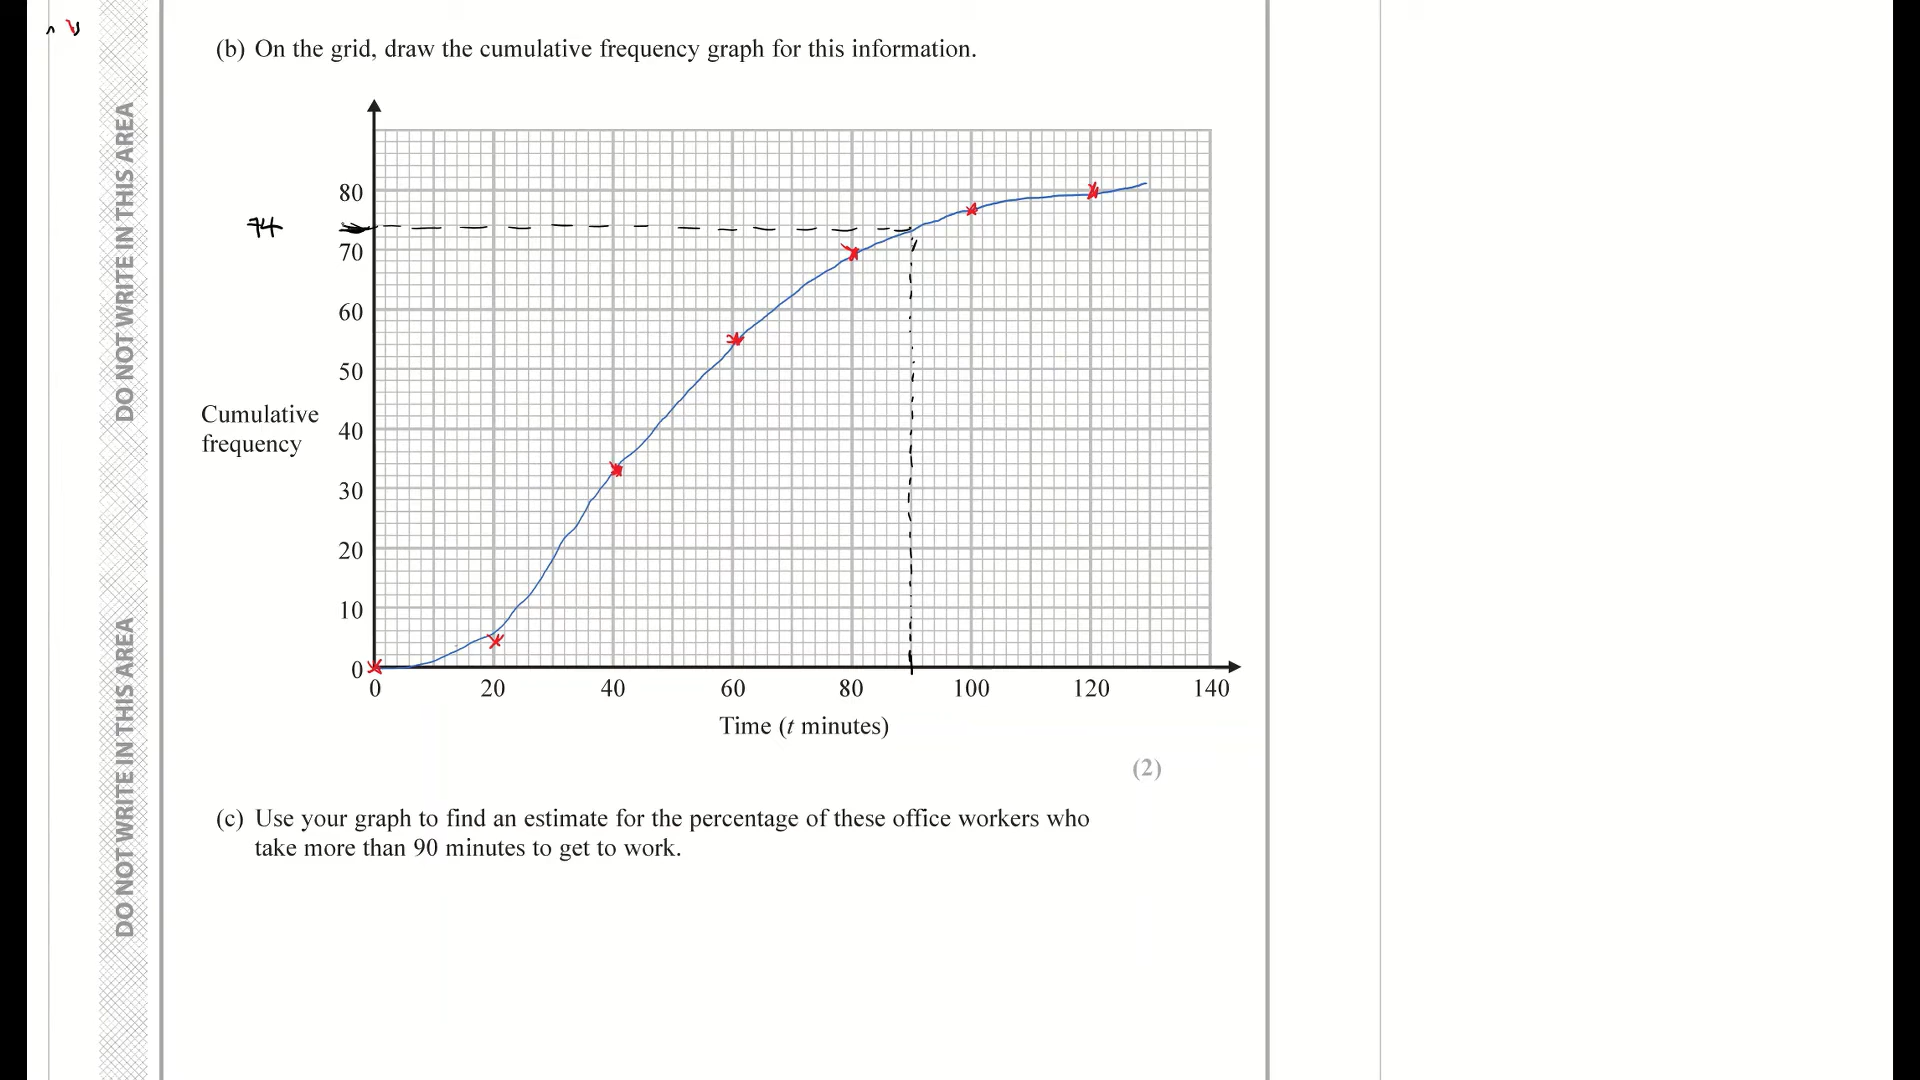 (b) On the grid, draw the cumulative frequency graph for this information.
DO NOT WRITE IN THIS AREA
80
74
70
60
50
Cumulative
frequency
40
30
20
10
0
0 20 40 60 80 100 120 140
Time (t minutes)
(2)
DO NOT WRITE IN THIS AREA
(c) Use your graph to find an estimate for the percentage of these office workers who
take more than 90 minutes to get to work.